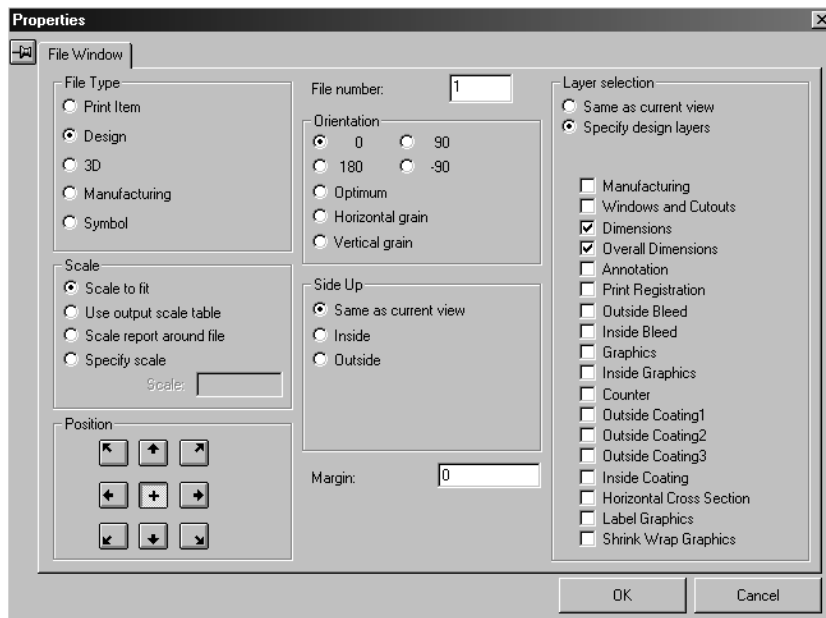 Properties
File Window
File Type
Print Item
Design
3D
Manufacturing
Symbol
Scale
Scale to fit
Use output scale table
Scale report around file
Specify scale
Scale:
Position
File number: 1
Orientation
0 90
180 -90
Optimum
Horizontal grain
Vertical grain
Side Up
Same as current view
Inside
Outside
Margin: 0
Layer selection
Same as current view
Specify design layers
Manufacturing
Windows and Cutouts
Dimensions
Overall Dimensions
Annotation
Print Registration
Outside Bleed
Inside Bleed
Graphics
Inside Graphics
Counter
Outside Coating1
Outside Coating2
Outside Coating3
Inside Coating
Horizontal Cross Section
Label Graphics
Shrink Wrap Graphics
OK
Cancel